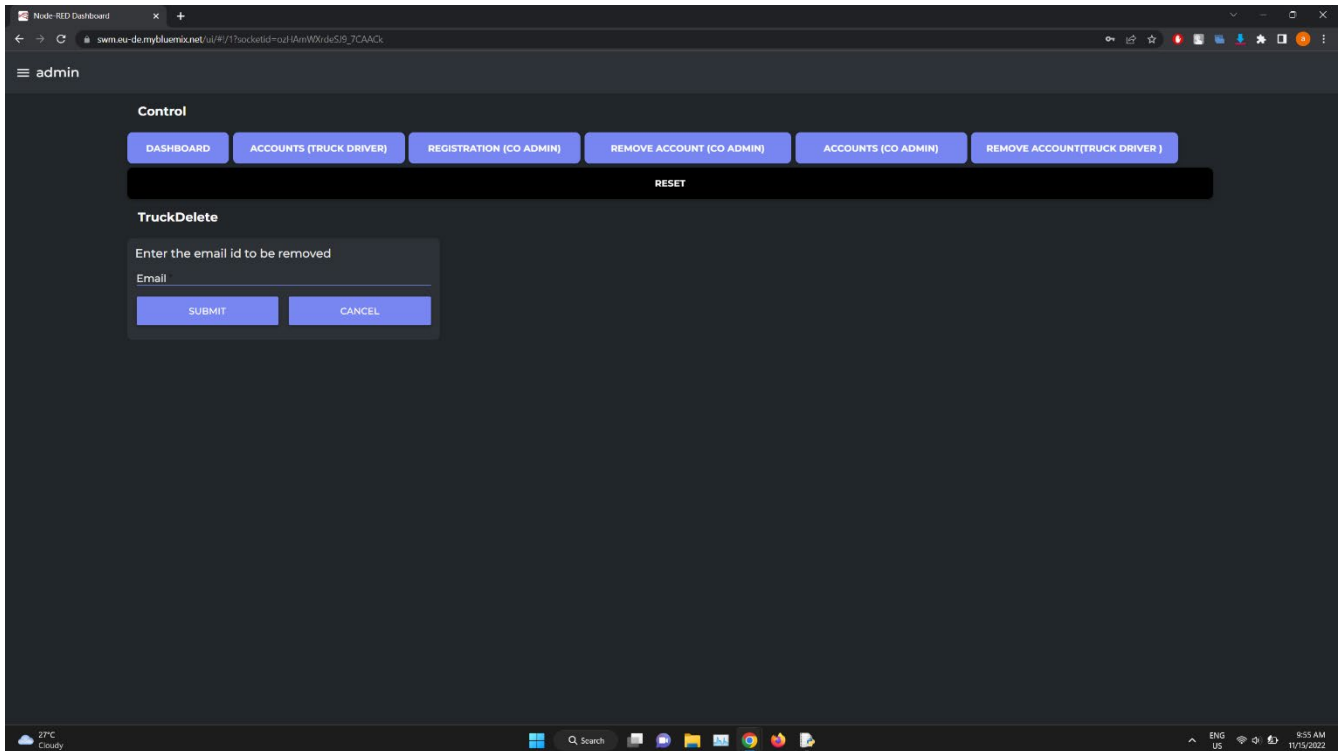 Node-RED Dashboard
swm.eu-de.mybluemix.net/ui/#!/1?socketid=ozHAmWXrdeSJ9_7CAACk
a
admin
Control
DASHBOARD ACCOUNTS (TRUCK DRIVER) REGISTRATION (CO ADMIN) REMOVE ACCOUNT (CO ADMIN) ACCOUNTS (CO ADMIN) REMOVE ACCOUNT(TRUCK DRIVER )
RESET
TruckDelete
Enter the email id to be removed
Email
SUBMIT CANCEL
27°C
Cloudy
Search
ENG
US
9:55 AM
11/15/2022